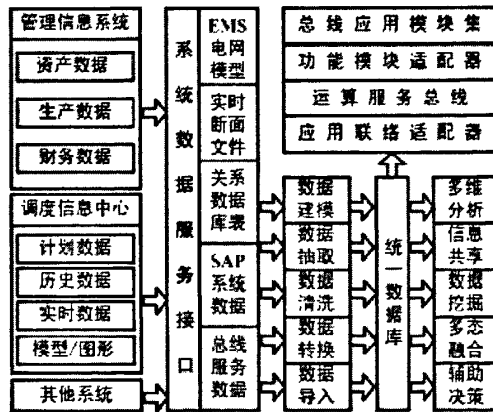 管理信息系统
资产数据
生产数据
财务数据
调度信息中心
计划数据
历史数据
实时数据
模型/图形
其他系统
系统数据服务接口
EMS
电网
模型
实时
断面
文件
关系
数据
库表
SAP
系统
数据
总线
服务
数据
总线应用模块集
功能模块适配器
运算服务总线
应用联络适配器
数据
建模
数据
抽取
数据
清洗
数据
转换
数据
导入
统一数据库
多维
分析
信息
共享
数据
挖掘
多态
融合
辅助
决策